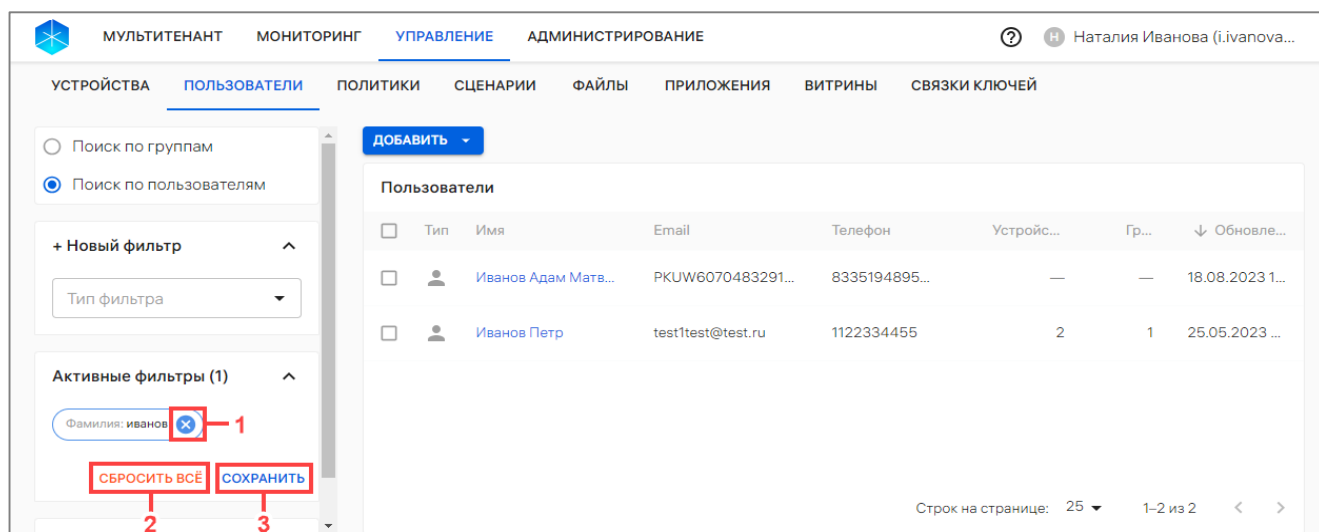 МУЛЬТИТЕНАНТ МОНИТОРИНГ УПРАВЛЕНИЕ АДМИНИСТРИРОВАНИЕ Н Наталия Иванова (i.ivanova...
УСТРОЙСТВА ПОЛЬЗОВАТЕЛИ ПОЛИТИКИ СЦЕНАРИИ ФАЙЛЫ ПРИЛОЖЕНИЯ ВИТРИНЫ СВЯЗКИ КЛЮЧЕЙ
Поиск по группам
Поиск по пользователям
+ Новый фильтр
Тип фильтра
Активные фильтры (1)
Фамилия: иванов
1
СБРОСИТЬ ВСЁ СОХРАНИТЬ
2 3
ДОБАВИТЬ
Пользователи
Тип Имя Email Телефон Устройс... Гр... ↓ Обновле...
Иванов Адам Матв... PKUW6070483291... 8335194895... — — 18.08.2023 1...
Иванов Петр test1test@test.ru 1122334455 2 1 25.05.2023 ...
Строк на странице: 25 1–2 из 2 < >